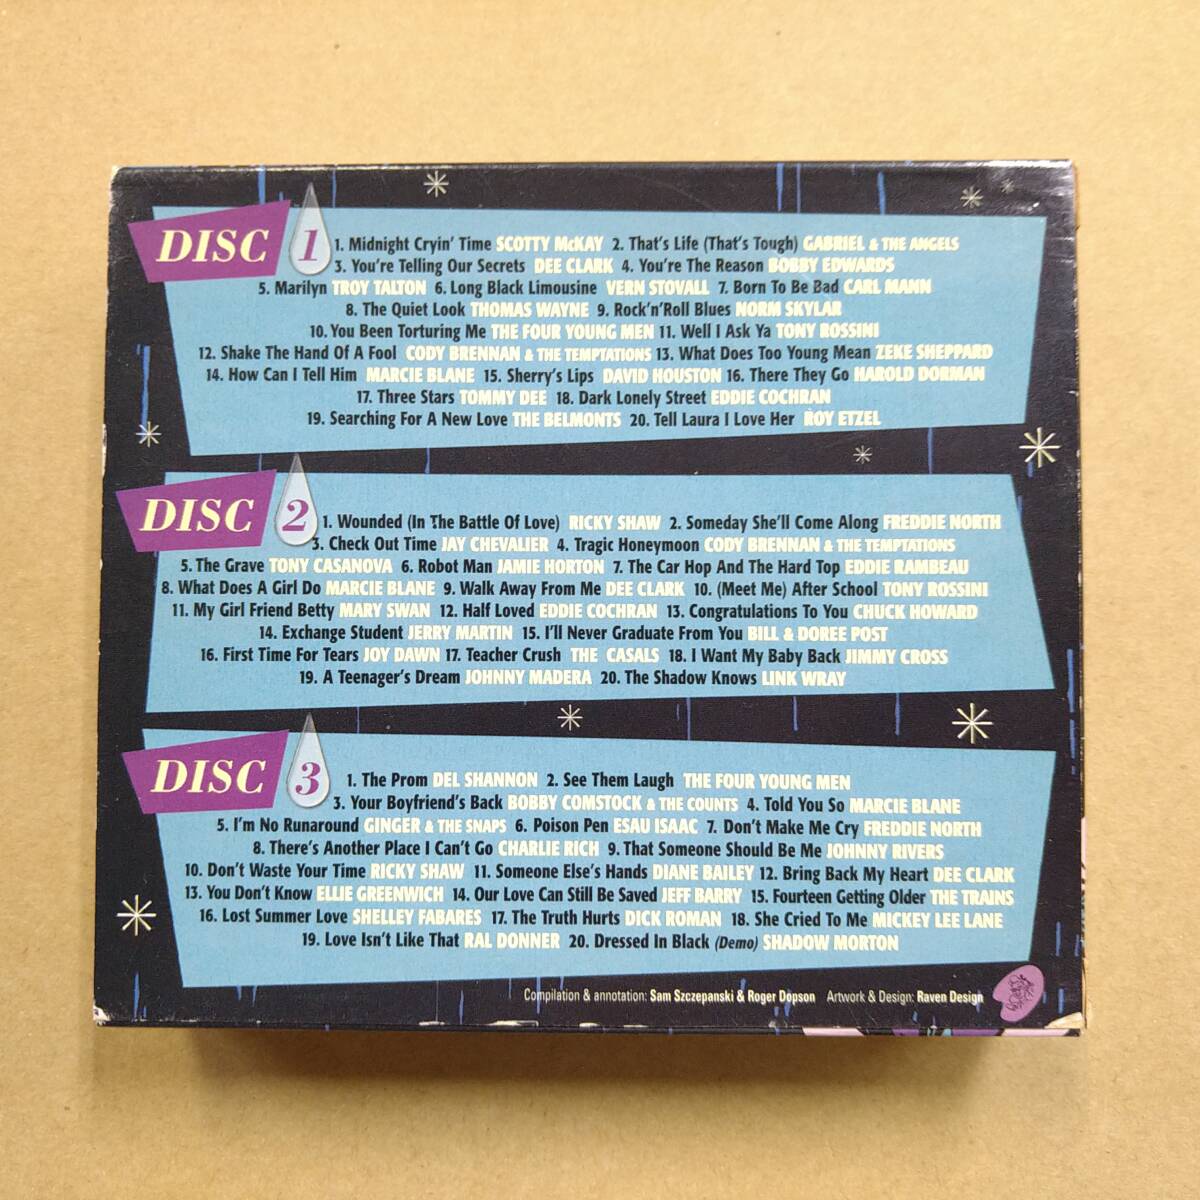 DISC 1
1. Midnight Cryin' Time SCOTTY McKAY 2. That's Life (That's Tough) GABRIEL & THE ANGELS
3. You're Telling Our Secrets DEE CLARK 4. You're The Reason BOBBY EDWARDS
5. Marilyn TROY TALTON 6. Long Black Limousine VERN STOVALL 7. Born To Be Bad CARL MANN
8. The Quiet Look THOMAS WAYNE 9. Rock'n'Roll Blues NORM SKYLAR
10. You Been Torturing Me THE FOUR YOUNG MEN 11. Well I Ask Ya TONY ROSSINI
12. Shake The Hand Of A Fool CODY BRENNAN & THE TEMPTATIONS 13. What Does Too Young Mean ZEKE SHEPPARD
14. How Can I Tell Him MARCIE BLANE 15. Sherry's Lips DAVID HOUSTON 16. There They Go HAROLD DORMAN
17. Three Stars TOMMY DEE 18. Dark Lonely Street EDDIE COCHRAN
19. Searching For A New Love THE BELMONTS 20. Tell Laura I Love Her ROY ETZEL
DISC 2
1. Wounded (In The Battle Of Love) RICKY SHAW 2. Someday She'll Come Along FREDDIE NORTH
3. Check Out Time JAY CHEVALIER 4. Tragic Honeymoon CODY BRENNAN & THE TEMPTATIONS
5. The Grave TONY CASANOVA 6. Robot Man JAMIE HORTON 7. The Car Hop And The Hard Top EDDIE RAMBEAU
8. What Does A Girl Do MARCIE BLANE 9. Walk Away From Me DEE CLARK 10. (Meet Me) After School TONY ROSSINI
11. My Girl Friend Betty MARY SWAN 12. Half Loved EDDIE COCHRAN 13. Congratulations To You CHUCK HOWARD
14. Exchange Student JERRY MARTIN 15. I'll Never Graduate From You BILL & DOREE POST
16. First Time For Tears JOY DAWN 17. Teacher Crush THE CASALS 18. I Want My Baby Back JIMMY CROSS
19. A Teenager's Dream JOHNNY MADERA 20. The Shadow Knows LINK WRAY
DISC 3
1. The Prom DEL SHANNON 2. See Them Laugh THE FOUR YOUNG MEN
3. Your Boyfriend's Back BOBBY COMSTOCK & THE COUNTS 4. Told You So MARCIE BLANE
5. I'm No Runaround GINGER & THE SNAPS 6. Poison Pen ESAU ISAAC 7. Don't Make Me Cry FREDDIE NORTH
8. There's Another Place I Can't Go CHARLIE RICH 9. That Someone Should Be Me JOHNNY RIVERS
10. Don't Waste Your Time RICKY SHAW 11. Someone Else's Hands DIANE BAILEY 12. Bring Back My Heart DEE CLARK
13. You Don't Know ELLIE GREENWICH 14. Our Love Can Still Be Saved JEFF BARRY 15. Fourteen Getting Older THE TRAINS
16. Lost Summer Love SHELLEY FABARES 17. The Truth Hurts DICK ROMAN 18. She Cried To Me MICKEY LEE LANE
19. Love Isn't Like That RAL DONNER 20. Dressed In Black (Demo) SHADOW MORTON
Compilation & annotation: Sam Szczepanski & Roger Dopson Artwork & Design: Raven Design